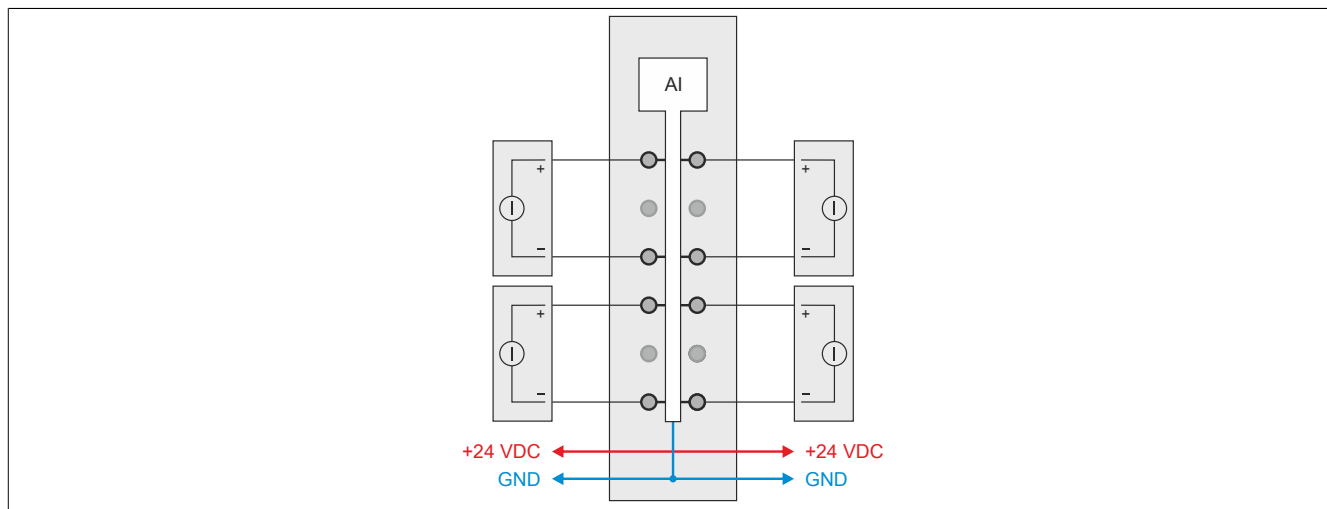 AI
+ +
I I
− −
+ +
I I
− −
+24 VDC +24 VDC
GND GND